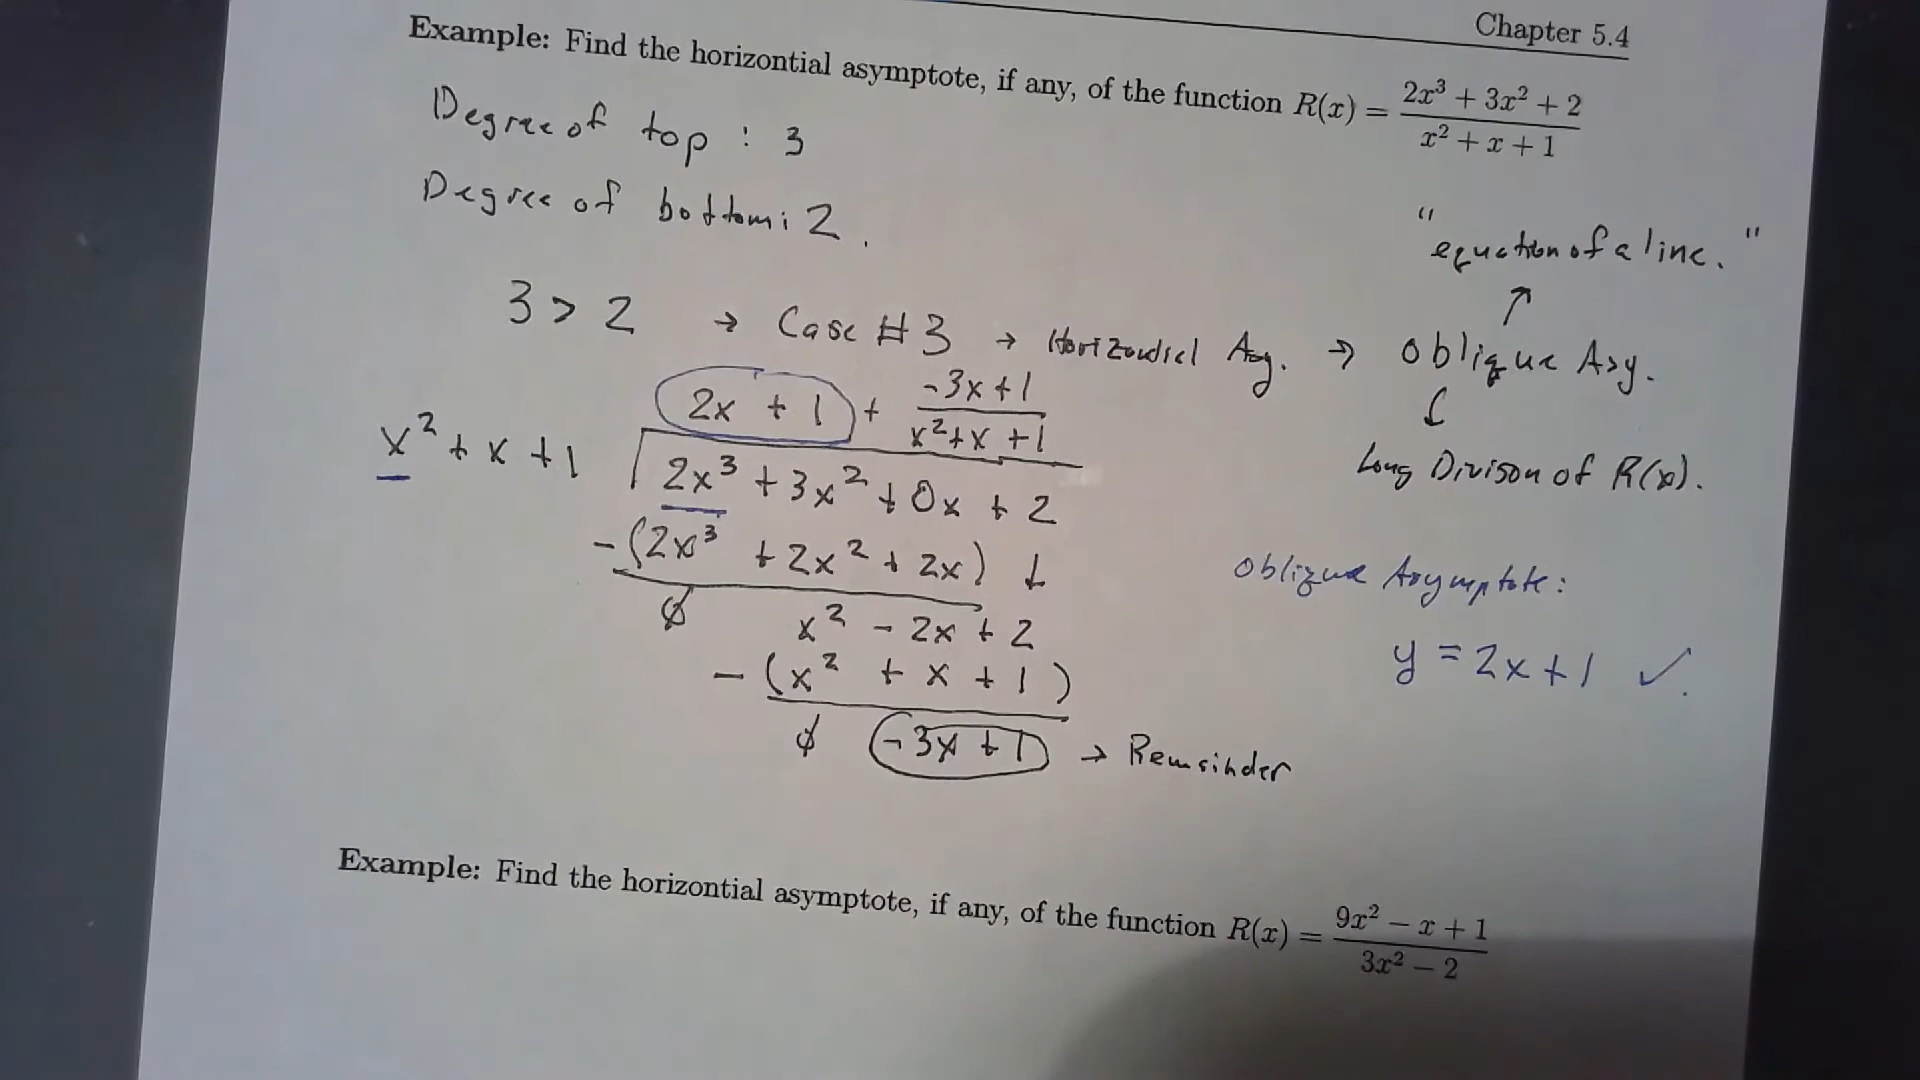 Chapter 5.4
Example: Find the horizontial asymptote, if any, of the function R(x) = (2x³ + 3x² + 2)/(x² + x + 1)
Degree of top : 3
Degree of bottom: 2.
"equation of a line."
↑
3 > 2 → Case # 3 → Horizontial Asy. → Oblique Asy.
↓
Long Divison of R(x).
2x + 1 + (-3x + 1)/(x² + x + 1)
x² + x + 1 | 2x³ + 3x² + 0x + 2
-(2x³ + 2x² + 2x) ↓
0 x² - 2x + 2
-(x² + x + 1)
0 -3x + 1 → Remainder
Oblique Asymptote:
y = 2x + 1 ✓.
Example: Find the horizontial asymptote, if any, of the function R(x) = (9x² − x + 1)/(3x² − 2)